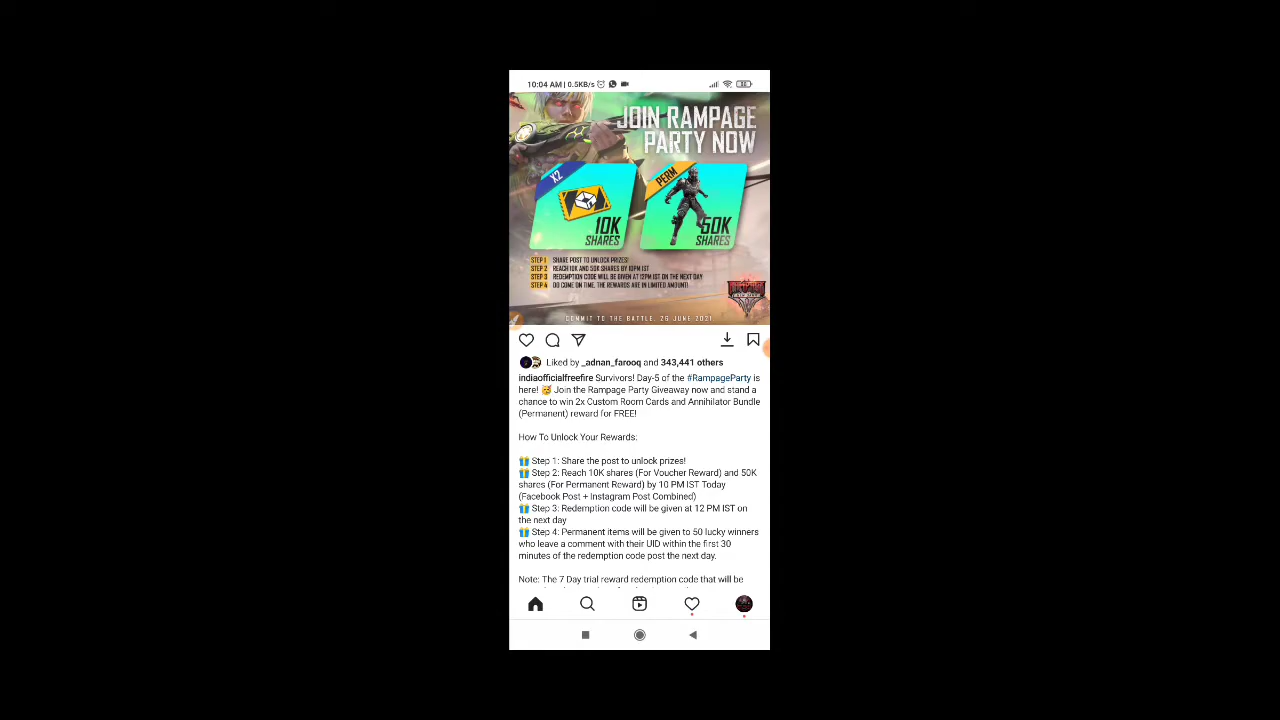 10:04 AM | 0.5KB/s
JOIN RAMPAGE
PARTY NOW
X2
10K
SHARES
PERM
50K
SHARES
STEP 1 SHARE POST TO UNLOCK PRIZES!
STEP 2 REACH 10K AND 50K SHARES BY 10PM IST
STEP 3 REDEMPTION CODE WILL BE GIVEN AT 12PM IST ON THE NEXT DAY
STEP 4 DO COME ON TIME, THE REWARDS ARE IN LIMITED AMOUNT!
COMMIT TO THE BATTLE, 26 JUNE 2021
Liked by _adnan_farooq and 343,441 others
indiaofficialfreefire Survivors! Day-5 of the #RampageParty is
here! 🥳 Join the Rampage Party Giveaway now and stand a
chance to win 2x Custom Room Cards and Annihilator Bundle
(Permanent) reward for FREE!
How To Unlock Your Rewards:
🎁 Step 1: Share the post to unlock prizes!
🎁 Step 2: Reach 10K shares (For Voucher Reward) and 50K
shares (For Permanent Reward) by 10 PM IST Today
(Facebook Post + Instagram Post Combined)
🎁 Step 3: Redemption code will be given at 12 PM IST on
the next day
🎁 Step 4: Permanent items will be given to 50 lucky winners
who leave a comment with their UID within the first 30
minutes of the redemption code post the next day.
Note: The 7 Day trial reward redemption code that will be